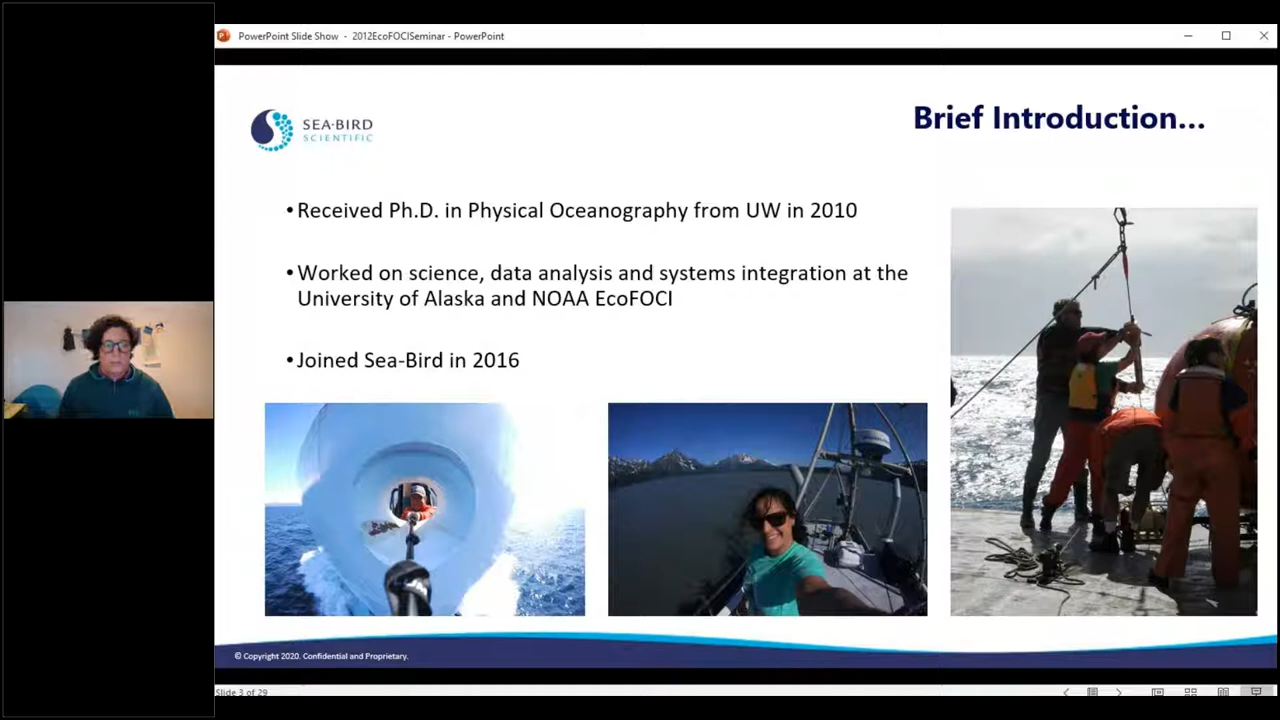 PowerPoint Slide Show - 2012EcoFOCISeminar - PowerPoint
SEA·BIRD
SCIENTIFIC
Brief Introduction...
•Received Ph.D. in Physical Oceanography from UW in 2010
•Worked on science, data analysis and systems integration at the
University of Alaska and NOAA EcoFOCI
•Joined Sea-Bird in 2016
© Copyright 2020. Confidential and Proprietary.
Slide 3 of 29